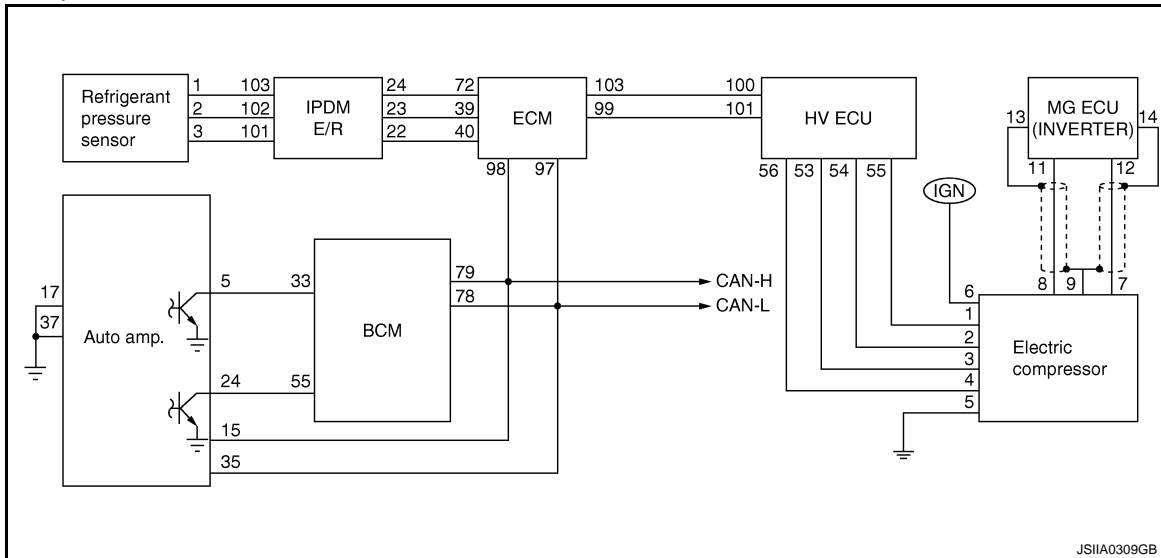 1 103 24 72 103 100
Refrigerant
pressure
sensor
2 102 23 39 99 101
3 101 22 40
IPDM
E/R
ECM
HV ECU
MG ECU
(INVERTER)
13 14
11 12
98 97
56 53 54 55
IGN
17
37
Auto amp.
5 33
24 55
15
35
BCM
79
78
CAN-H
CAN-L
8 9 7
6
1
2
3
4
5
Electric
compressor
JSIIA0309GB